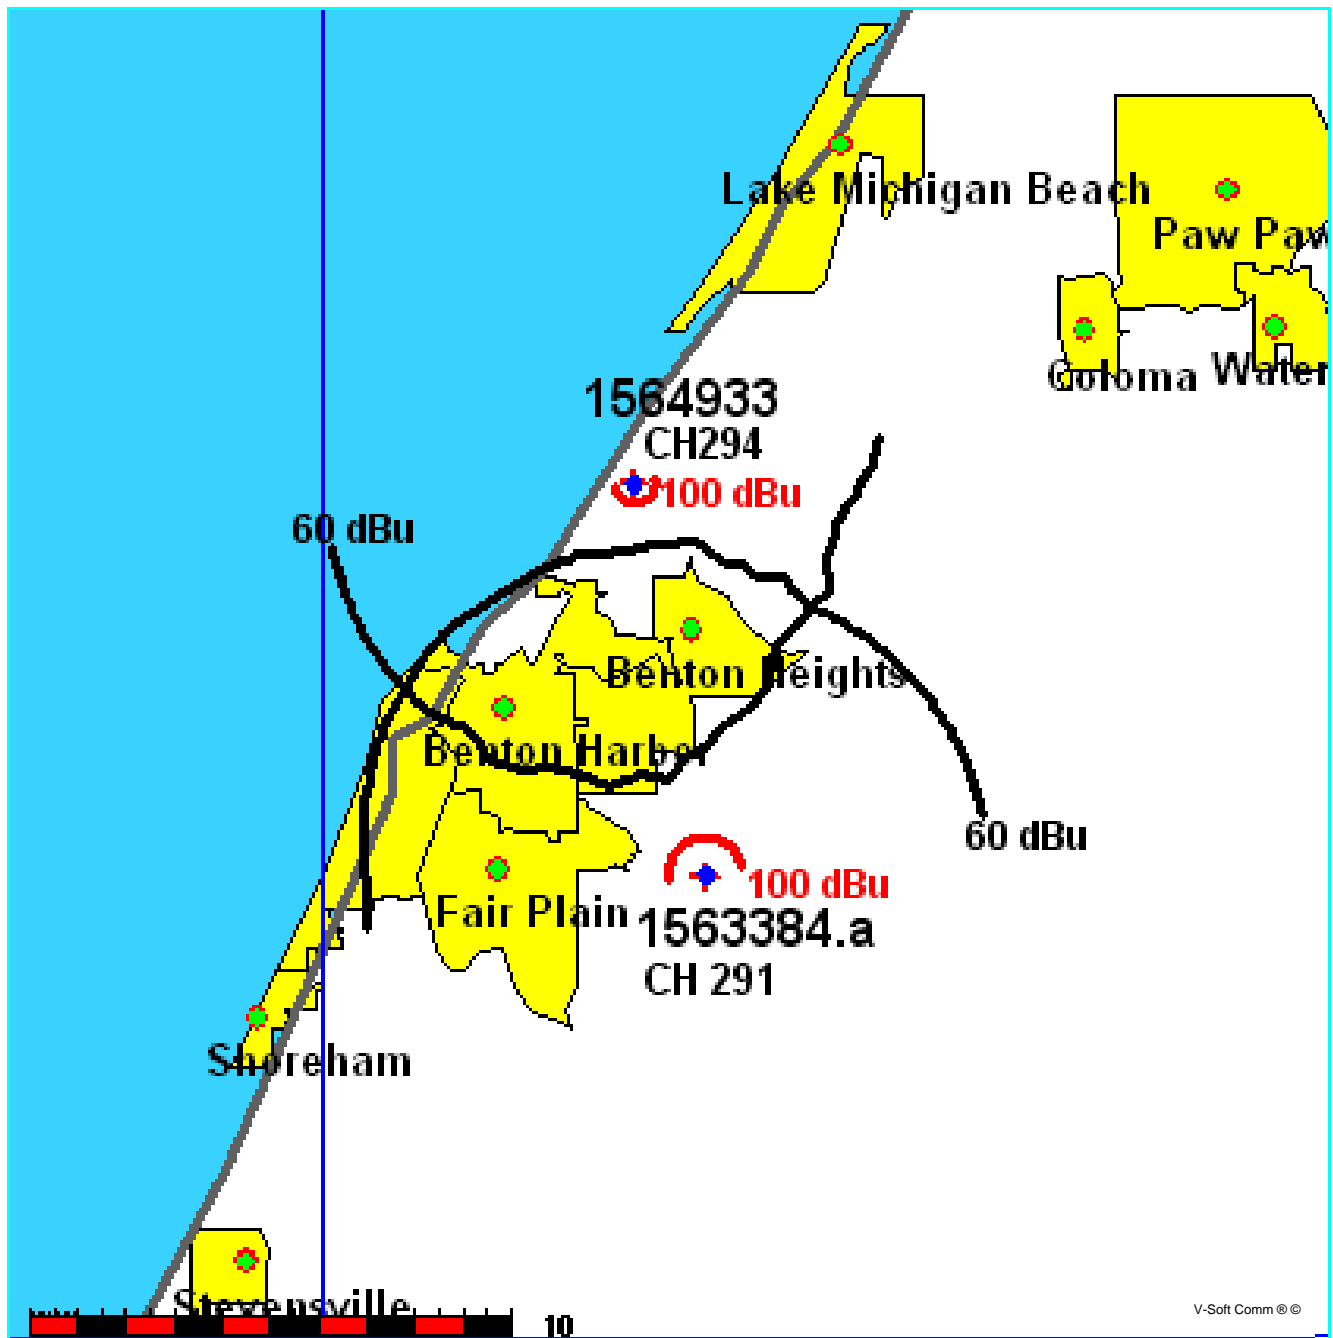 Lake Michigan Beach
Paw Paw
Coloma
Water
1564933
CH294
100 dBu
60 dBu
Benton Heights
Benton Harbor
60 dBu
100 dBu
Fair Plain
1563384.a
CH 291
Shoreham
Stevensville
10
V-Soft Comm ® ©